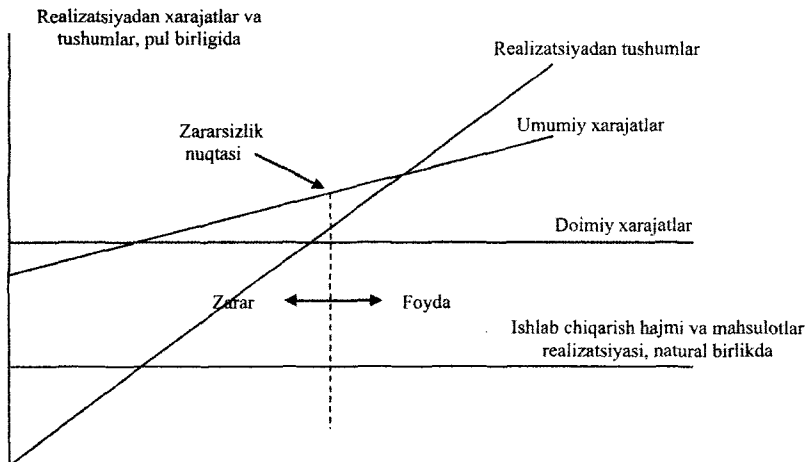 Realizatsiyadan xarajatlar va
tushumlar, pul birligida
Realizatsiyadan tushumlar
Umumiy xarajatlar
Zararsizlik
nuqtasi
Doimiy xarajatlar
Zarar
Foyda
Ishlab chiqarish hajmi va mahsulotlar
realizatsiyasi, natural birlikda